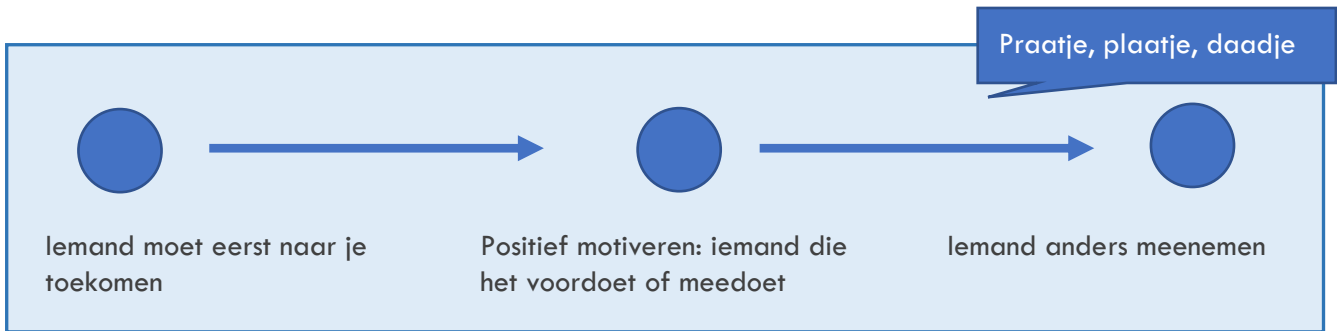 Praatje, plaatje, daadje
Iemand moet eerst naar je
toekomen
Positief motiveren: iemand die
het voordoet of meedoet
Iemand anders meenemen